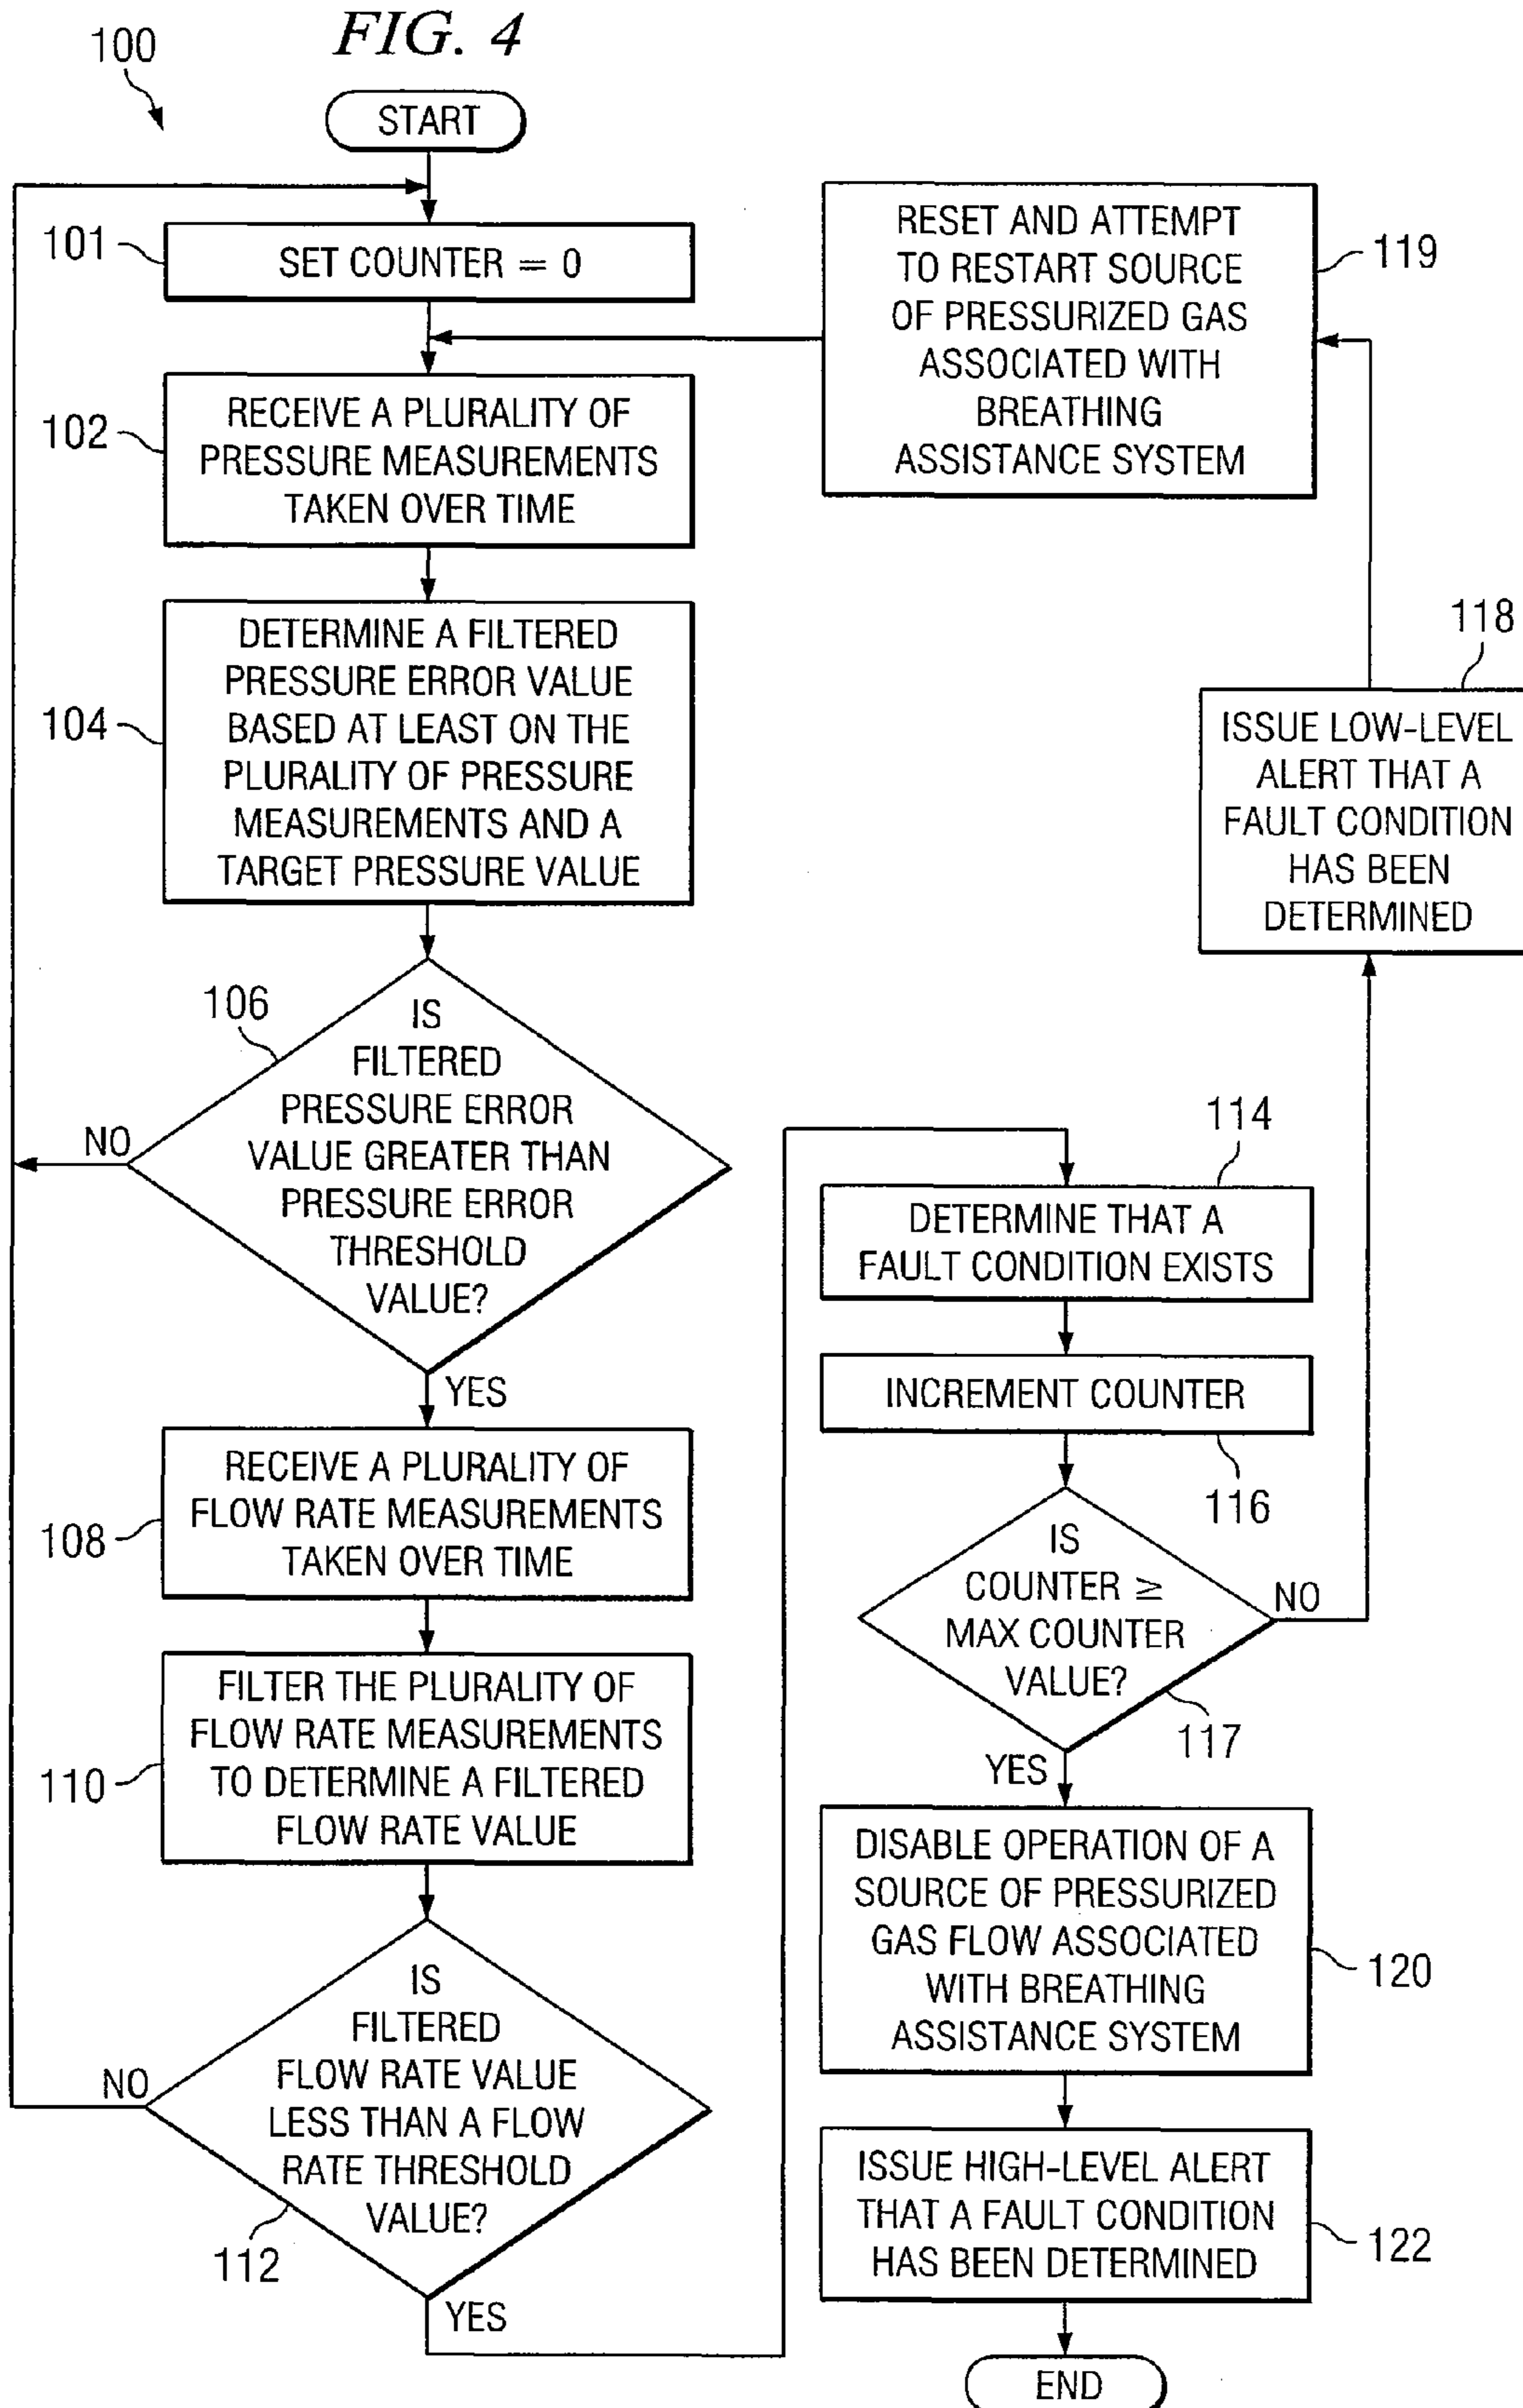 FIG. 4
100
START
101
SET COUNTER = 0
102
RECEIVE A PLURALITY OF
PRESSURE MEASUREMENTS
TAKEN OVER TIME
104
DETERMINE A FILTERED
PRESSURE ERROR VALUE
BASED AT LEAST ON THE
PLURALITY OF PRESSURE
MEASUREMENTS AND A
TARGET PRESSURE VALUE
106
IS
FILTERED
PRESSURE ERROR
VALUE GREATER THAN
PRESSURE ERROR
THRESHOLD
VALUE?
NO
YES
108
RECEIVE A PLURALITY OF
FLOW RATE MEASUREMENTS
TAKEN OVER TIME
110
FILTER THE PLURALITY OF
FLOW RATE MEASUREMENTS
TO DETERMINE A FILTERED
FLOW RATE VALUE
IS
FILTERED
FLOW RATE VALUE
LESS THAN A FLOW
RATE THRESHOLD
VALUE?
NO
112
YES
114
DETERMINE THAT A
FAULT CONDITION EXISTS
INCREMENT COUNTER
116
IS
COUNTER ≥
MAX COUNTER
VALUE?
NO
117
YES
118
ISSUE LOW-LEVEL
ALERT THAT A
FAULT CONDITION
HAS BEEN
DETERMINED
RESET AND ATTEMPT
TO RESTART SOURCE
OF PRESSURIZED GAS
ASSOCIATED WITH
BREATHING
ASSISTANCE SYSTEM
119
DISABLE OPERATION OF A
SOURCE OF PRESSURIZED
GAS FLOW ASSOCIATED
WITH BREATHING
ASSISTANCE SYSTEM
120
ISSUE HIGH-LEVEL ALERT
THAT A FAULT CONDITION
HAS BEEN DETERMINED
122
END